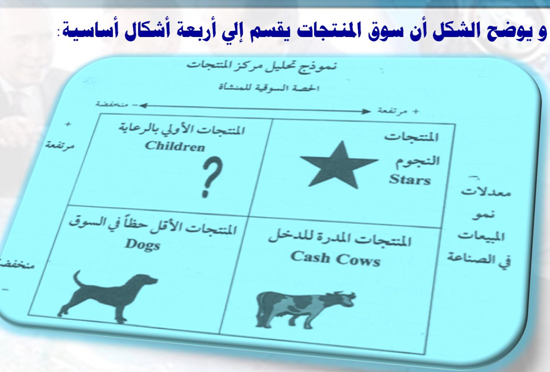 و يوضح الشكل أن سوق المنتجات يقسم إلي أربعة أشكال أساسية:
نموذج تحليل مركز المنتجات
الحصة السوقية للمنشأة
+ مرتفعة
منخفضة -
المنتجات
النجوم
Stars
المنتجات الأولي بالرعاية
Children
?
+
مرتفعة
معدلات
نمو
المبيعات
في الصناعة
المنتجات المدرة للدخل
Cash Cows
المنتجات الأقل حظاً في السوق
Dogs
منخفضة
-